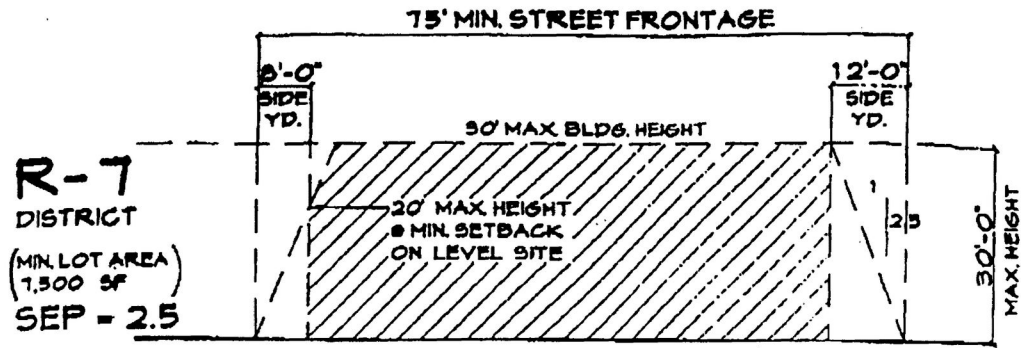 75' MIN. STREET FRONTAGE
8'-0"
SIDE
YD.
12'-0"
SIDE
YD.
30' MAX. BLDG. HEIGHT
R-7
DISTRICT
(MIN. LOT AREA
7,500 SF)
SEP = 2.5
20' MAX. HEIGHT
@ MIN. SETBACK
ON LEVEL SITE
1
2.5
30'-0"
MAX. HEIGHT